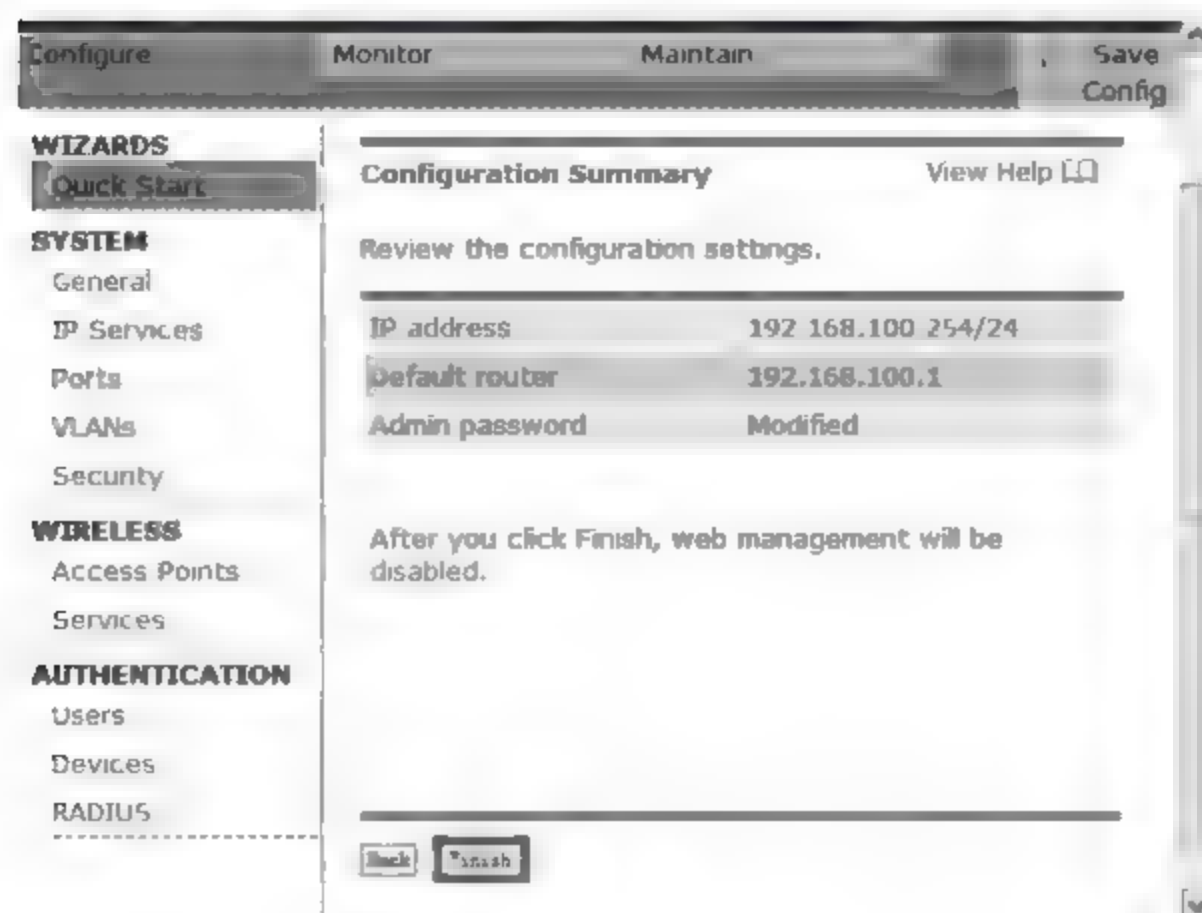 Configure Monitor Maintain Save
Config
WIZARDS
Quick Start
SYSTEM
General
IP Services
Ports
VLANs
Security
WIRELESS
Access Points
Services
AUTHENTICATION
Users
Devices
RADIUS
Configuration Summary View Help
Review the configuration settings.
IP address 192.168.100.254/24
Default router 192.168.100.1
Admin password Modified
After you click Finish, web management will be
disabled.
Back Finish